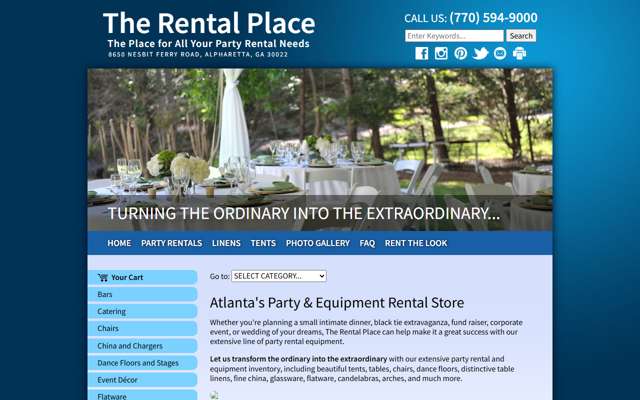 The Rental Place
The Place for All Your Party Rental Needs
8650 NESBIT FERRY ROAD, ALPHARETTA, GA 30022
CALL US: (770) 594-9000
Enter Keywords...
Search
TURNING THE ORDINARY INTO THE EXTRAORDINARY...
HOME PARTY RENTALS LINENS TENTS PHOTO GALLERY FAQ RENT THE LOOK
Your Cart
Bars
Catering
Chairs
China and Chargers
Dance Floors and Stages
Event Décor
Flatware
Go to: SELECT CATEGORY...
Atlanta's Party & Equipment Rental Store
Whether you're planning a small intimate dinner, black tie extravaganza, fund raiser, corporate
event, or wedding of your dreams, The Rental Place can help make it a great success with our
extensive line of party rental equipment.
Let us transform the ordinary into the extraordinary with our extensive party rental and
equipment inventory, including beautiful tents, tables, chairs, dance floors, distinctive table
linens, fine china, glassware, flatware, candelabras, arches, and much more.